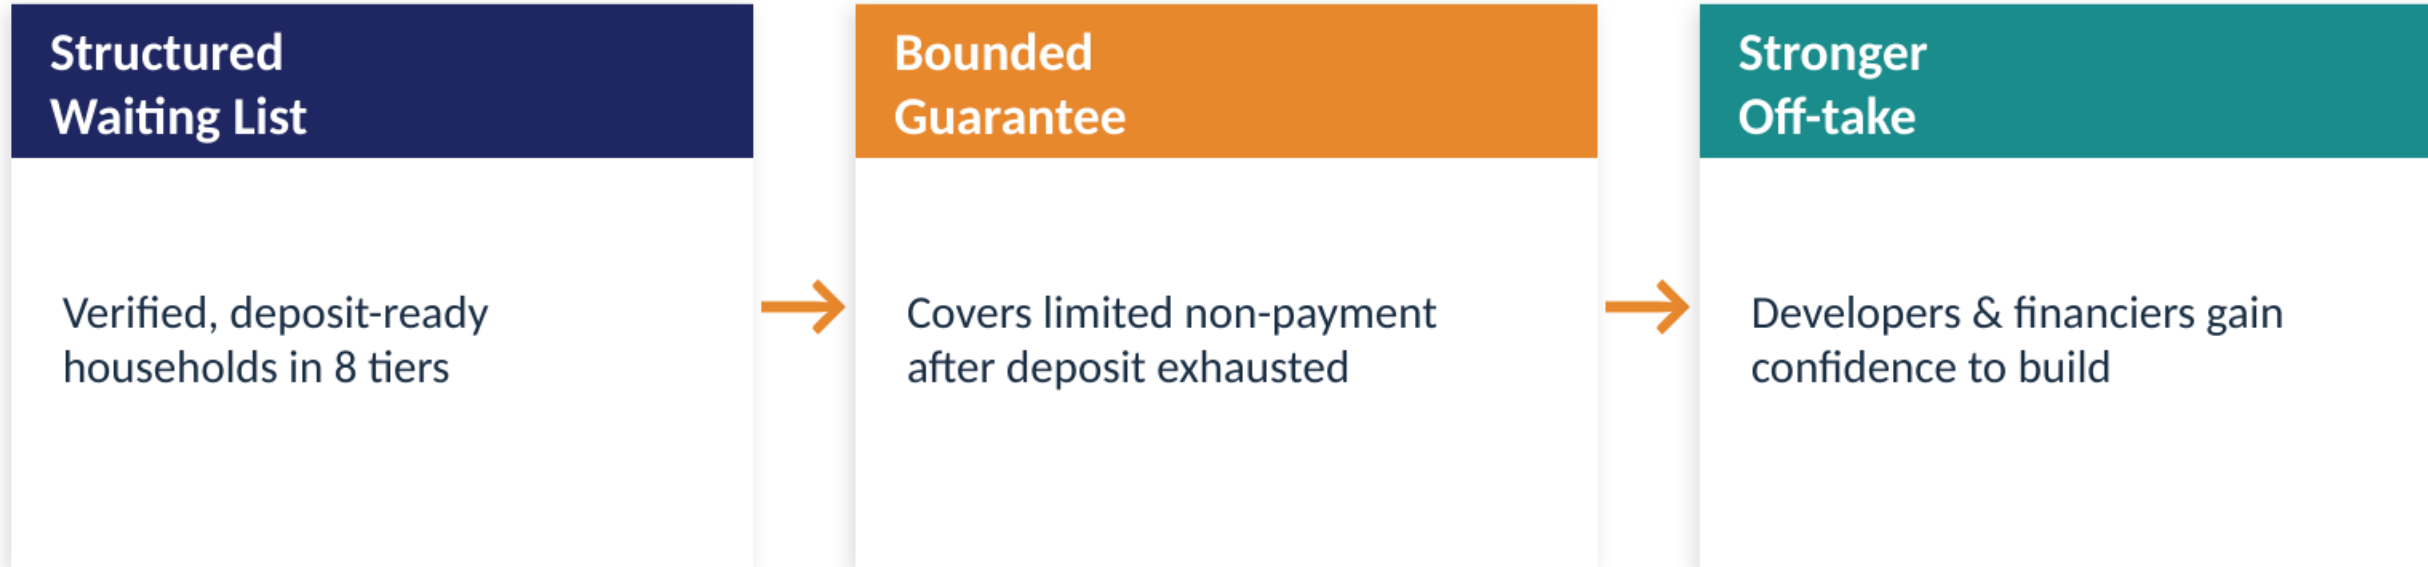 Structured
Waiting List
Verified, deposit-ready
households in 8 tiers
Bounded
Guarantee
Covers limited non-payment
after deposit exhausted
Stronger
Off-take
Developers & financiers gain
confidence to build